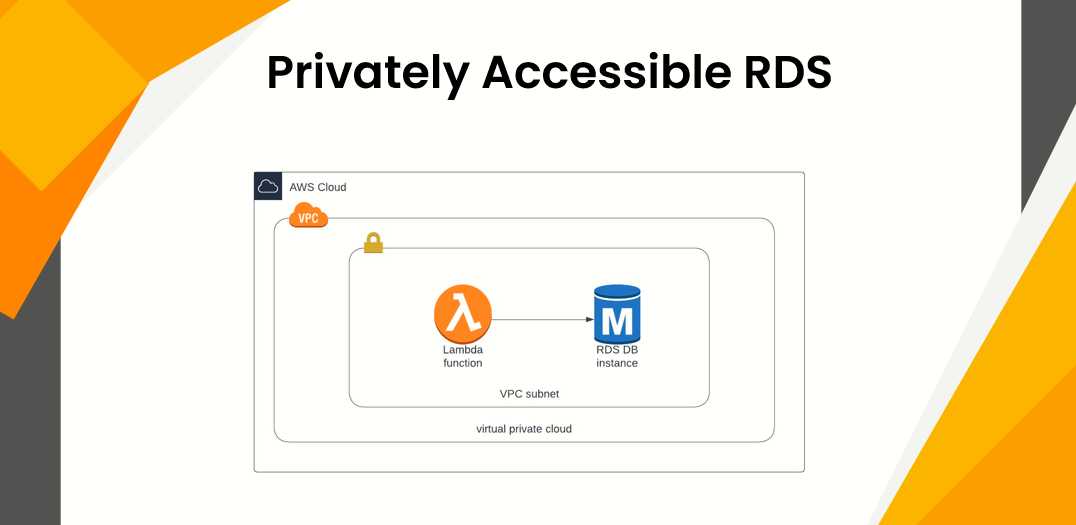 Privately Accessible RDS
AWS Cloud
VPC
λ
M
Lambda
function
RDS DB
instance
VPC subnet
virtual private cloud